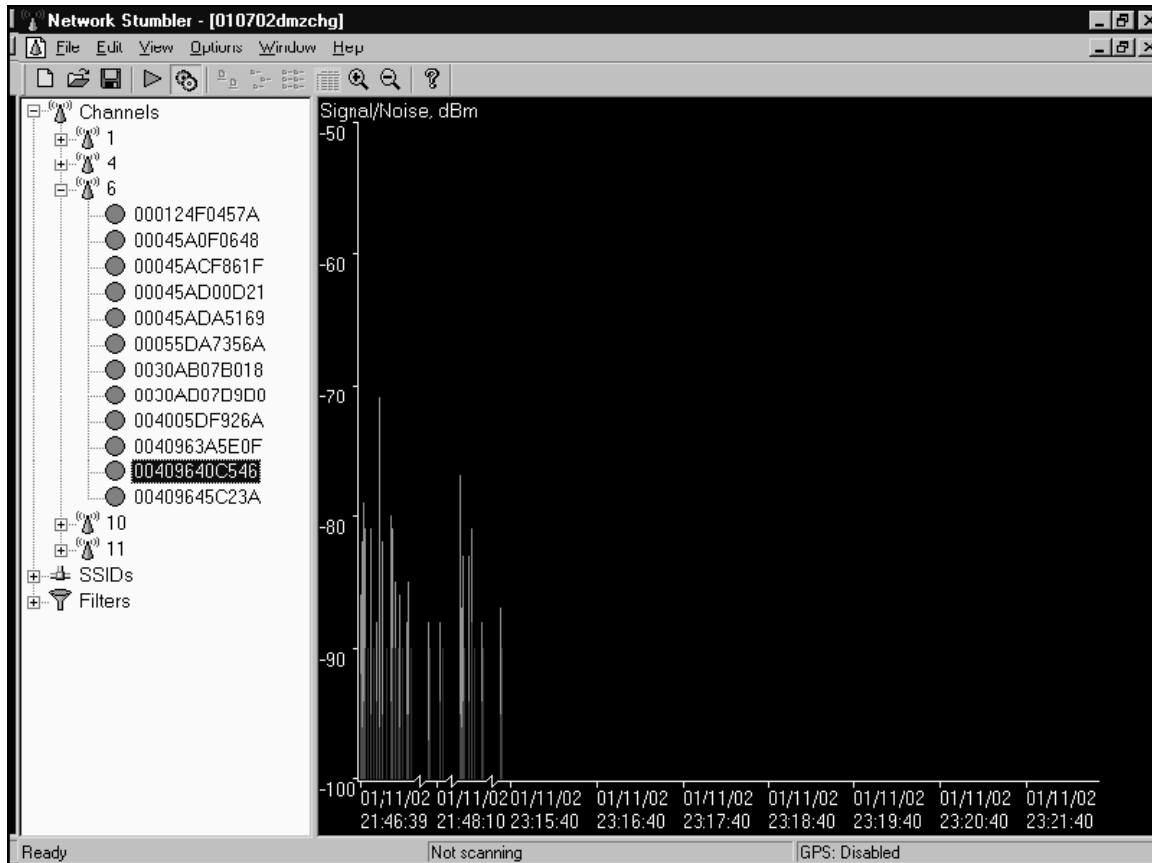 Network Stumbler - [010702dmzchg]
File Edit View Options Window Help
Channels
1
4
6
000124F0457A
00045A0F0648
00045ACF861F
00045AD00D21
00045ADA5169
00055DA7356A
0030AB07B018
0030AD07D9D0
004005DF926A
0040963A5E0F
00409640C546
00409645C23A
10
11
SSIDs
Filters
Signal/Noise, dBm
-50
-60
-70
-80
-90
-100
01/11/02 01/11/02 01/11/02 01/11/02 01/11/02 01/11/02 01/11/02 01/11/02 01/11/02
21:46:39 21:48:10 23:15:40 23:16:40 23:17:40 23:18:40 23:19:40 23:20:40 23:21:40
Ready Not scanning GPS: Disabled